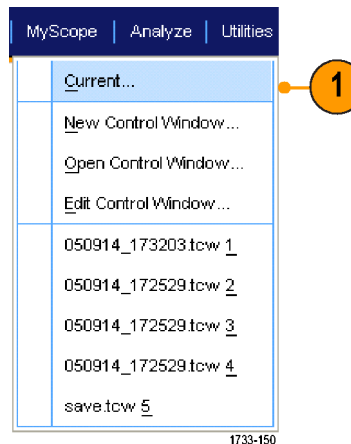 MyScope | Analyze | Utilities
Current...
1
New Control Window...
Open Control Window...
Edit Control Window...
050914_173203.tcw 1
050914_172529.tcw 2
050914_172529.tcw 3
050914_172529.tcw 4
save.tcw 5
1733-150